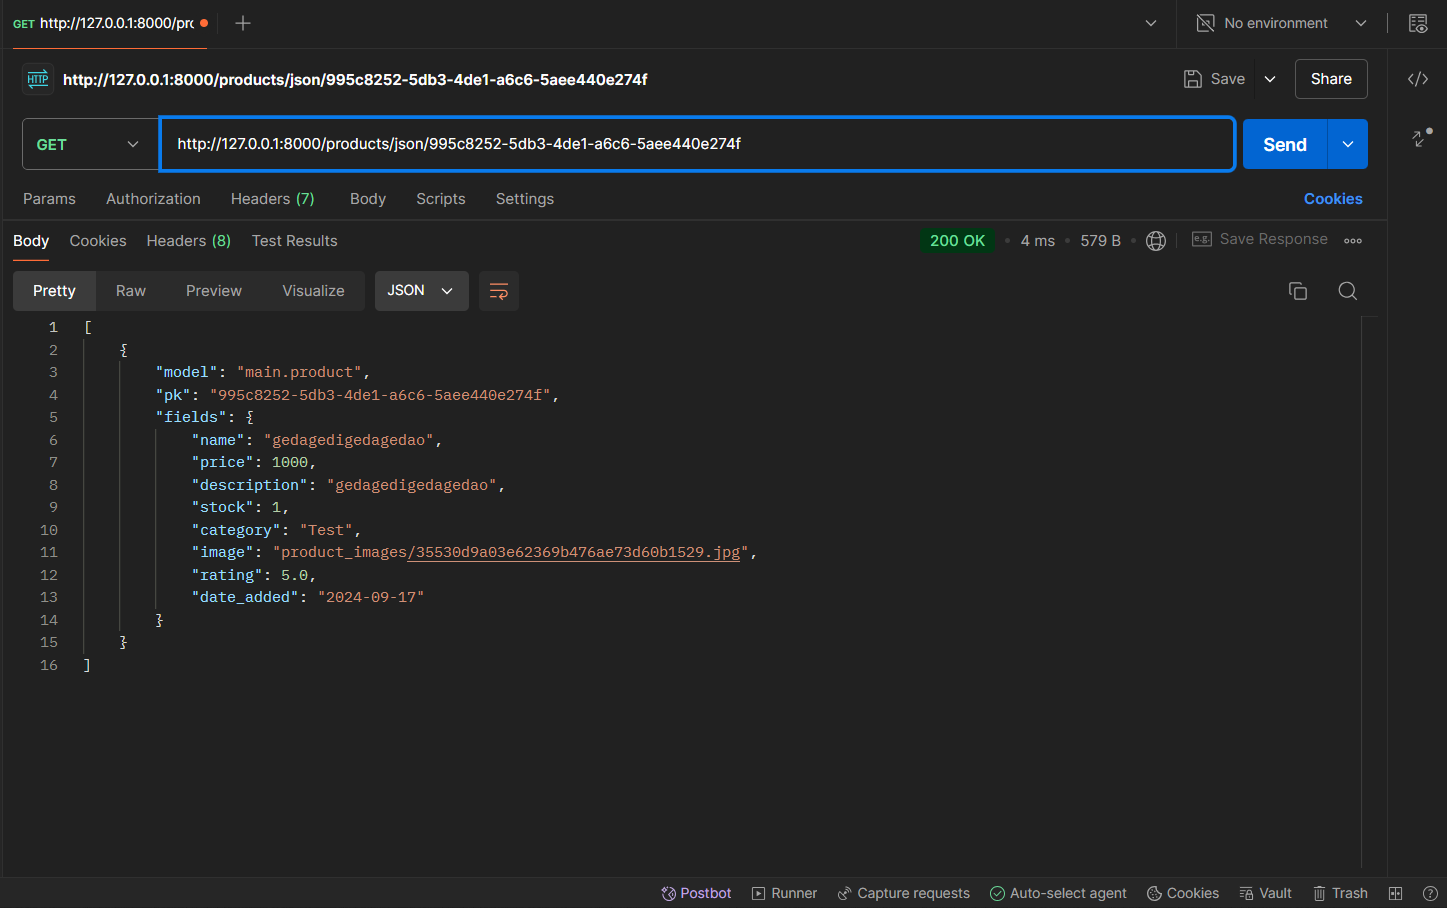 GET http://127.0.0.1:8000/prc
No environment
HTTP http://127.0.0.1:8000/products/json/995c8252-5db3-4de1-a6c6-5aee440e274f
Save Share
GET http://127.0.0.1:8000/products/json/995c8252-5db3-4de1-a6c6-5aee440e274f Send
Params Authorization Headers (7) Body Scripts Settings Cookies
Body Cookies Headers (8) Test Results 200 OK • 4 ms • 579 B • e.g. Save Response
Pretty Raw Preview Visualize JSON
1 [
2 {
3 "model": "main.product",
4 "pk": "995c8252-5db3-4de1-a6c6-5aee440e274f",
5 "fields": {
6 "name": "gedagedigedagedao",
7 "price": 1000,
8 "description": "gedagedigedagedao",
9 "stock": 1,
10 "category": "Test",
11 "image": "product_images/35530d9a03e62369b476ae73d60b1529.jpg",
12 "rating": 5.0,
13 "date_added": "2024-09-17"
14 }
15 }
16 ]
Postbot Runner Capture requests Auto-select agent Cookies Vault Trash